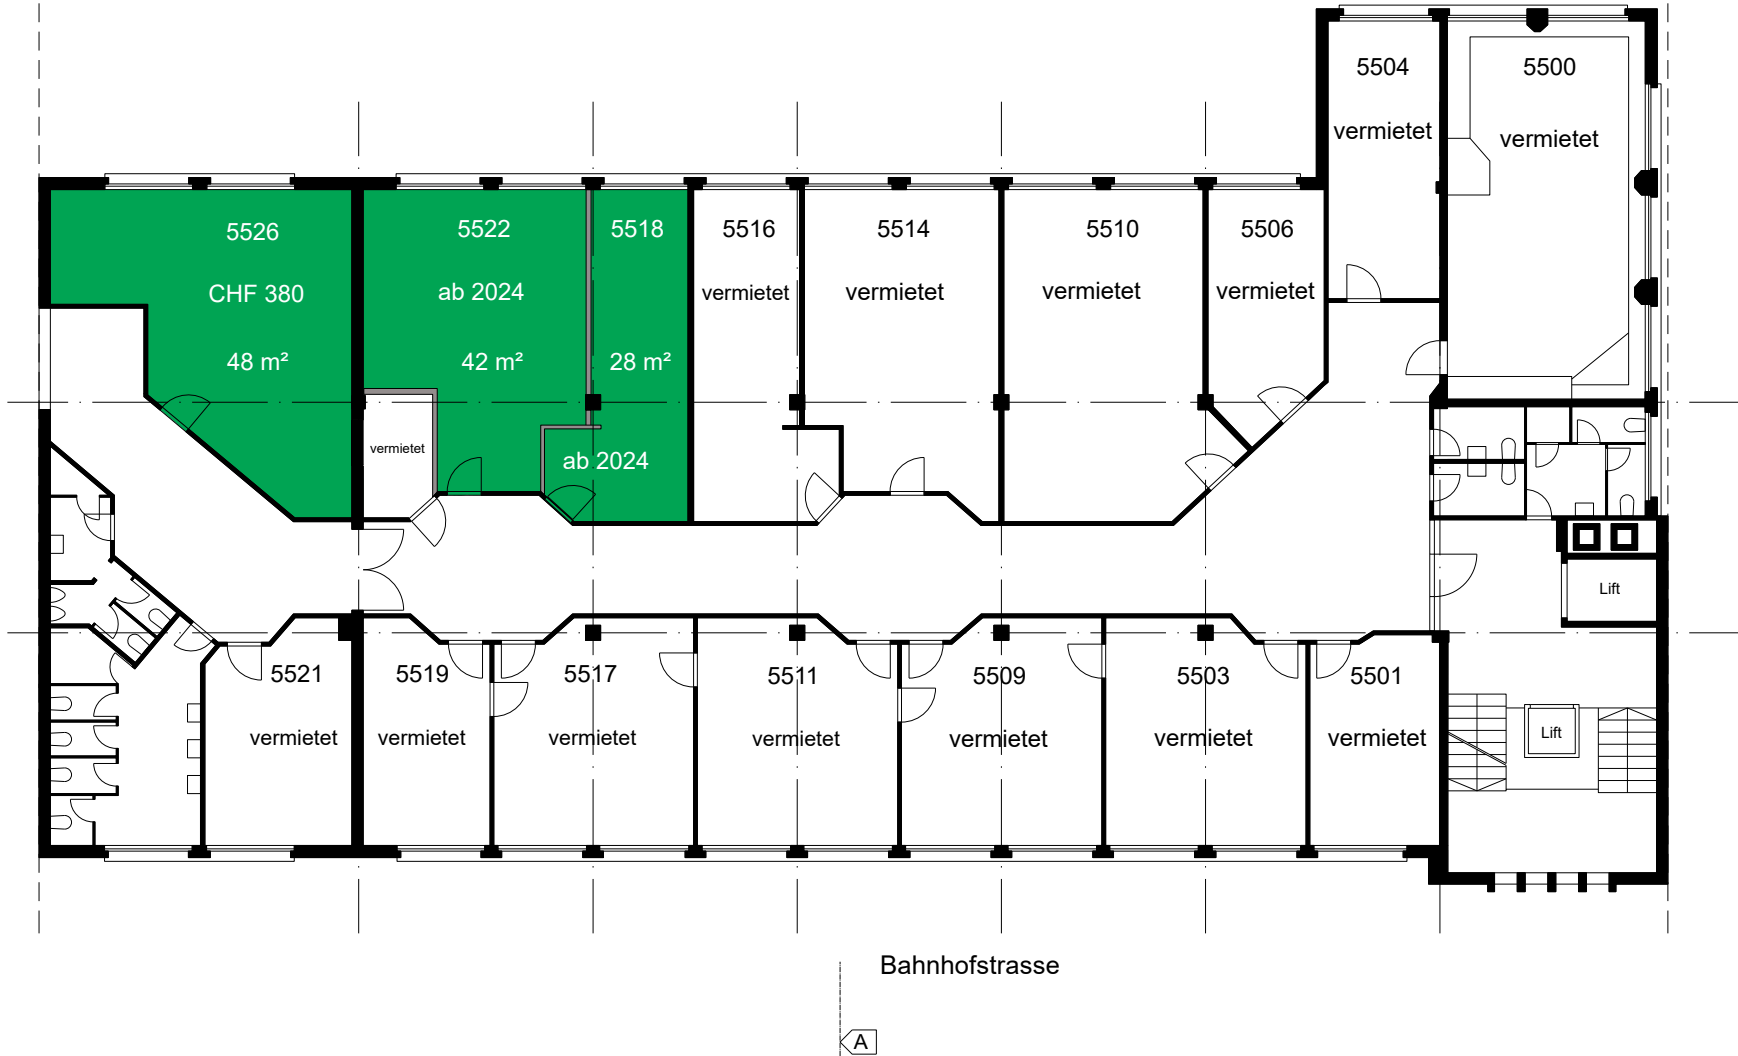 5504
5500
vermietet
vermietet
5526
5522
5518
5516
5514
5510
5506
CHF 380
ab 2024
vermietet
vermietet
vermietet
vermietet
48 m²
42 m²
28 m²
vermietet
ab 2024
Lift
5521
5519
5517
5511
5509
5503
5501
vermietet
vermietet
vermietet
vermietet
vermietet
vermietet
vermietet
Lift
Bahnhofstrasse
A